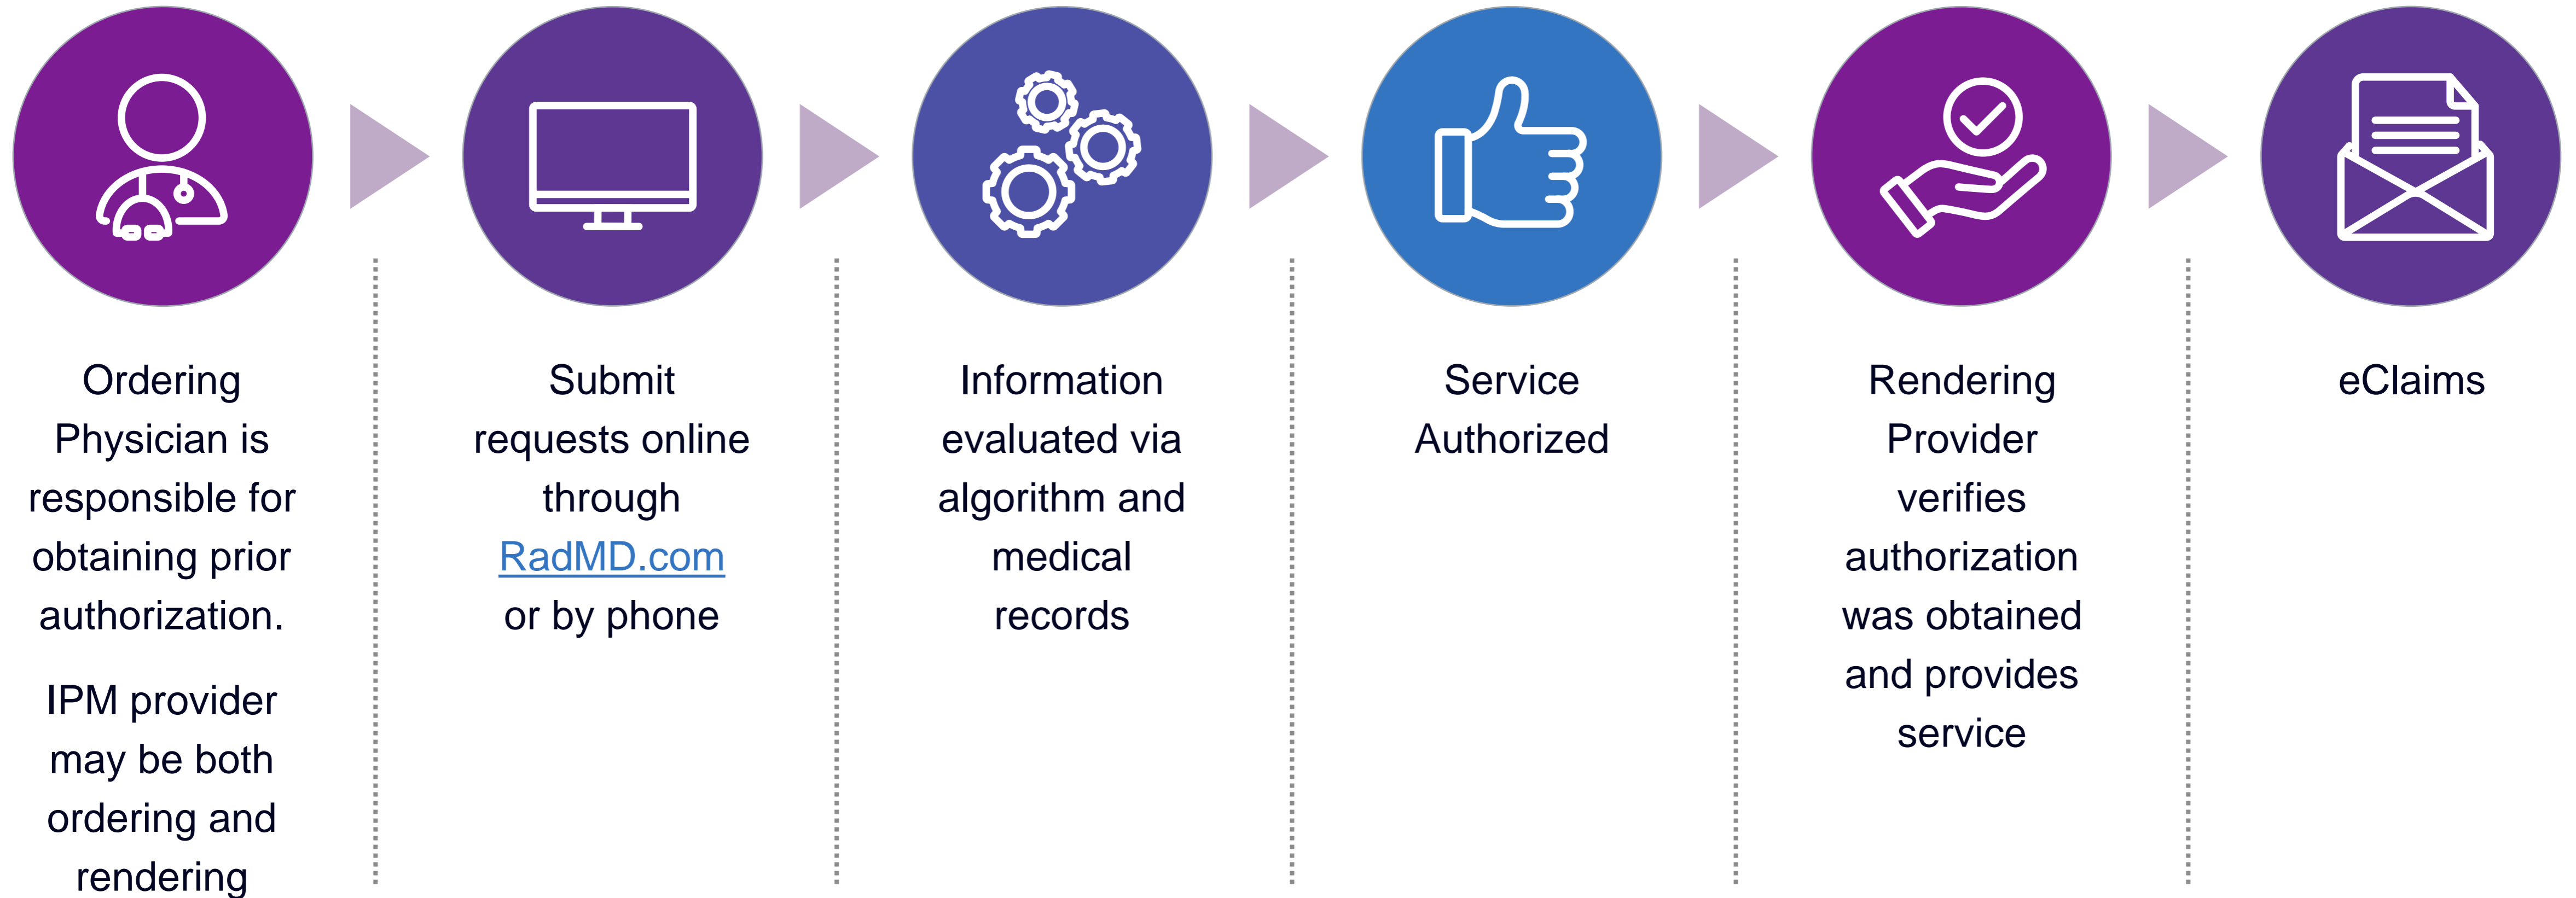 Ordering
Physician is
responsible for
obtaining prior
authorization.
IPM provider
may be both
ordering and
rendering
Submit
requests online
through
RadMD.com
or by phone
Information
evaluated via
algorithm and
medical
records
Service
Authorized
Rendering
Provider
verifies
authorization
was obtained
and provides
service
eClaims